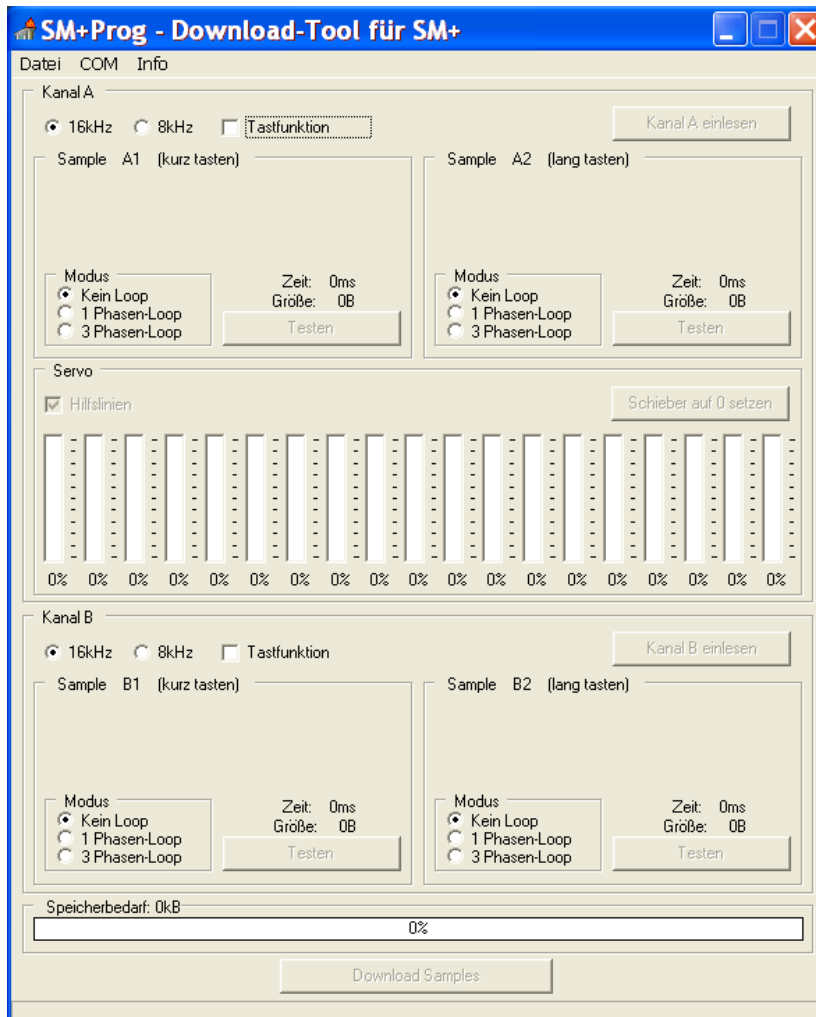 SM+Prog - Download-Tool für SM+
Datei COM Info
Kanal A
16kHz 8kHz Tastfunktion Kanal A einlesen
Sample A1 (kurz tasten) Sample A2 (lang tasten)
Modus Zeit: 0ms Modus Zeit: 0ms
Kein Loop Größe: 0B Kein Loop Größe: 0B
1 Phasen-Loop Testen 1 Phasen-Loop Testen
3 Phasen-Loop 3 Phasen-Loop
Servo
Hilfslinien Schieber auf 0 setzen
0% 0% 0% 0% 0% 0% 0% 0% 0% 0% 0% 0% 0% 0% 0% 0% 0% 0% 0%
Kanal B
16kHz 8kHz Tastfunktion Kanal B einlesen
Sample B1 (kurz tasten) Sample B2 (lang tasten)
Modus Zeit: 0ms Modus Zeit: 0ms
Kein Loop Größe: 0B Kein Loop Größe: 0B
1 Phasen-Loop Testen 1 Phasen-Loop Testen
3 Phasen-Loop 3 Phasen-Loop
Speicherbedarf: 0kB
0%
Download Samples